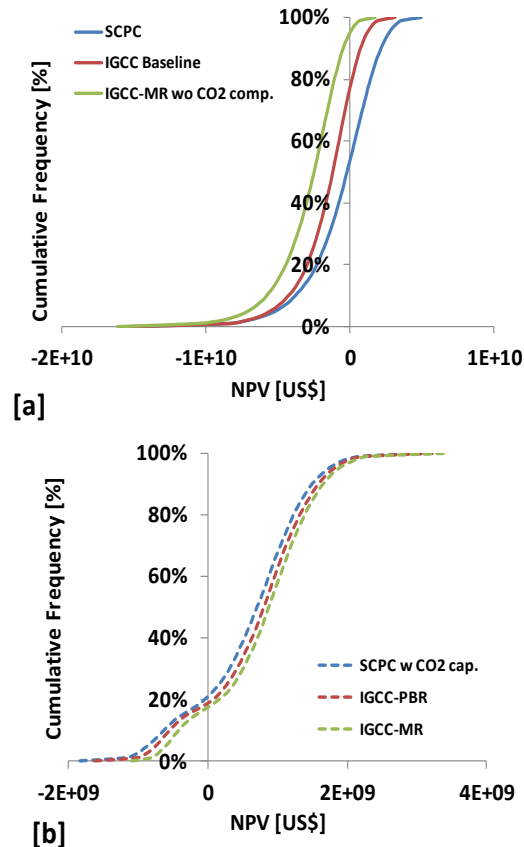 100%
SCPC
IGCC Baseline
IGCC-MR wo CO2 comp.
80%
60%
40%
20%
0%
Cumulative Frequency [%]
-2E+10
-1E+10
0
1E+10
NPV [US$]
[a]
100%
80%
60%
40%
20%
0%
Cumulative Frequency [%]
SCPC w CO2 cap.
IGCC-PBR
IGCC-MR
-2E+09
0
2E+09
4E+09
NPV [US$]
[b]